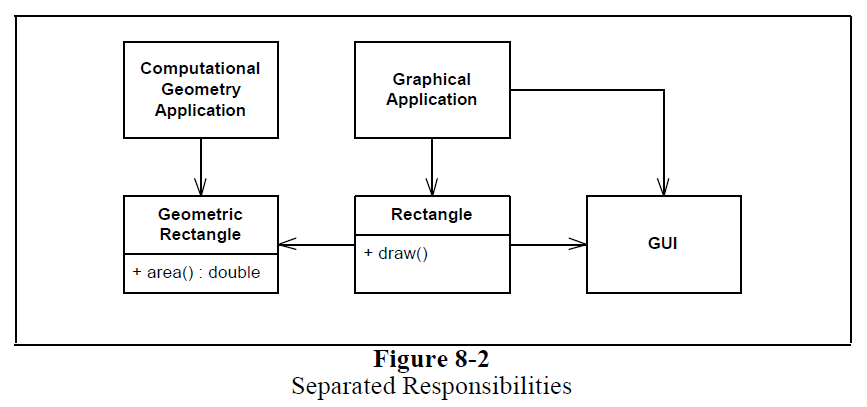 Computational
Geometry
Application
Graphical
Application
Geometric
Rectangle
+ area() : double
Rectangle
+ draw()
GUI
Figure 8-2
Separated Responsibilities